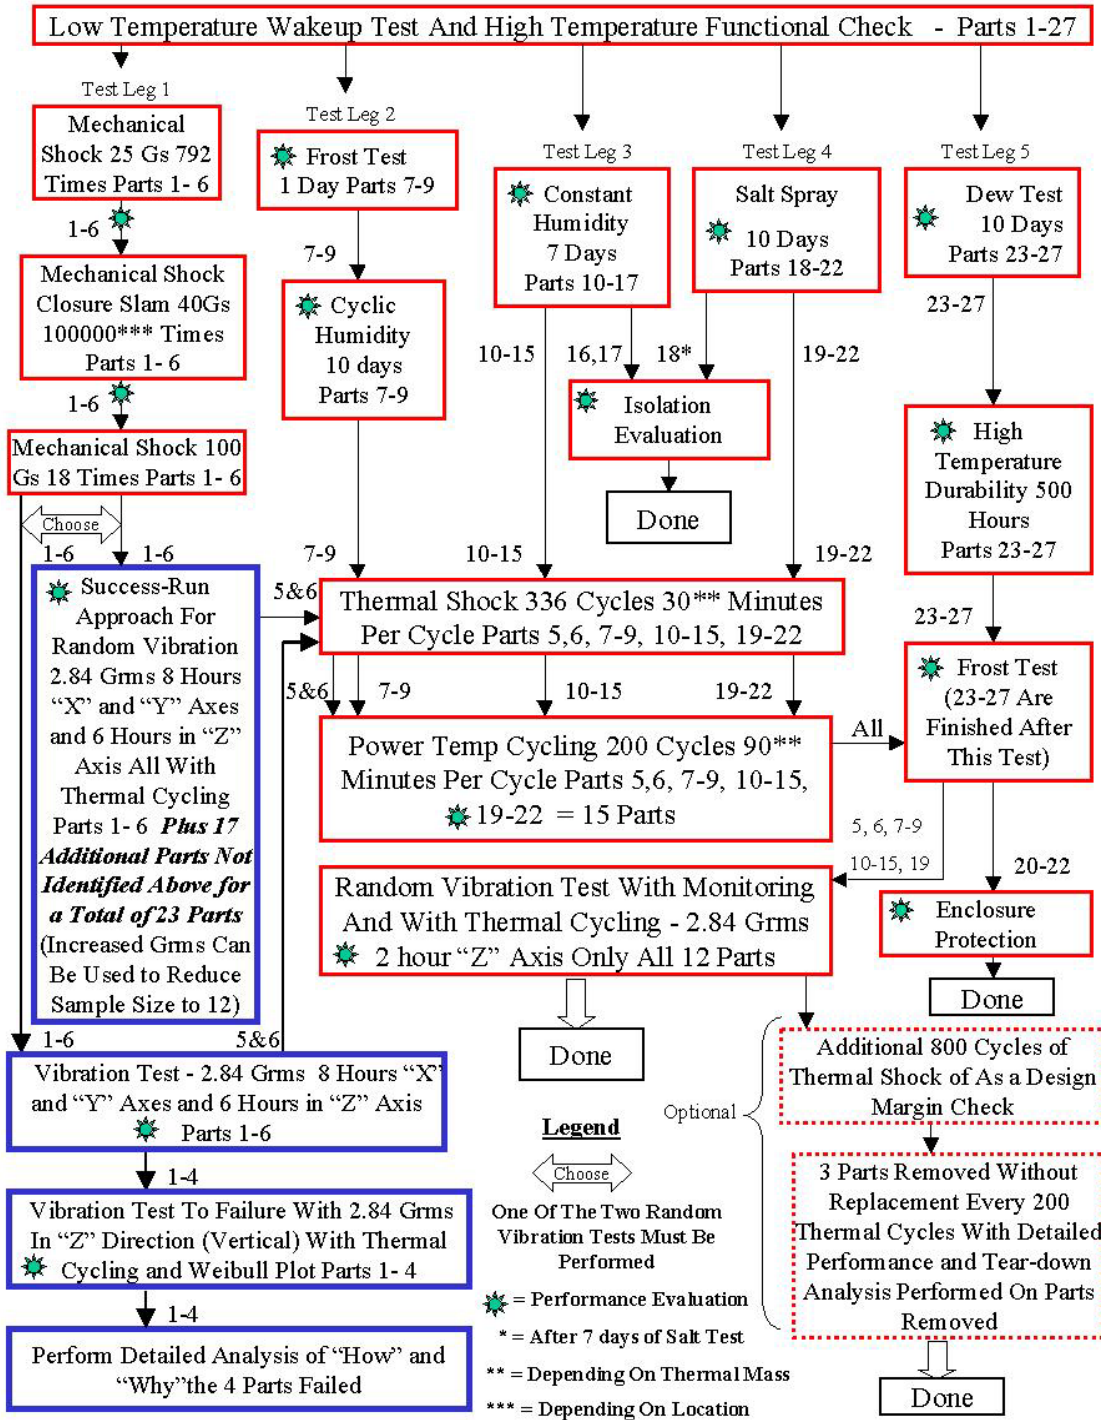 Low Temperature Wakeup Test And High Temperature Functional Check - Parts 1-27
Test Leg 1
Mechanical
Shock 25 Gs 792
Times Parts 1- 6
1-6
Mechanical Shock
Closure Slam 40Gs
100000*** Times
Parts 1- 6
1-6
Mechanical Shock 100
Gs 18 Times Parts 1- 6
Choose
1-6
1-6
Success-Run
Approach For
Random Vibration
2.84 Grms 8 Hours
“X” and “Y” Axes
and 6 Hours in “Z”
Axis All With
Thermal Cycling
Parts 1- 6 Plus 17
Additional Parts Not
Identified Above for
a Total of 23 Parts
(Increased Grms Can
Be Used to Reduce
Sample Size to 12)
1-6
5&6
Vibration Test - 2.84 Grms 8 Hours “X”
and “Y” Axes and 6 Hours in “Z” Axis
Parts 1-6
1-4
Vibration Test To Failure With 2.84 Grms
In “Z” Direction (Vertical) With Thermal
Cycling and Weibull Plot Parts 1- 4
1-4
Perform Detailed Analysis of “How” and
“Why”the 4 Parts Failed
Test Leg 2
Frost Test
1 Day Parts 7-9
7-9
Cyclic
Humidity
10 days
Parts 7-9
7-9
Test Leg 3
Constant
Humidity
7 Days
Parts 10-17
10-15
16,17
Test Leg 4
Salt Spray
10 Days
Parts 18-22
18*
19-22
Isolation
Evaluation
Done
10-15
19-22
5&6
Thermal Shock 336 Cycles 30** Minutes
Per Cycle Parts 5,6, 7-9, 10-15, 19-22
5&6
7-9
10-15
19-22
Power Temp Cycling 200 Cycles 90**
Minutes Per Cycle Parts 5,6, 7-9, 10-15,
19-22 = 15 Parts
All
Test Leg 5
Dew Test
10 Days
Parts 23-27
23-27
High
Temperature
Durability 500
Hours
Parts 23-27
23-27
Frost Test
(23-27 Are
Finished After
This Test)
5, 6, 7-9
10-15, 19
20-22
Enclosure
Protection
Done
Random Vibration Test With Monitoring
And With Thermal Cycling - 2.84 Grms
2 hour “Z” Axis Only All 12 Parts
Done
Optional
Additional 800 Cycles of
Thermal Shock of As a Design
Margin Check
3 Parts Removed Without
Replacement Every 200
Thermal Cycles With Detailed
Performance and Tear-down
Analysis Performed On Parts
Removed
Done
Legend
Choose
One Of The Two Random
Vibration Tests Must Be
Performed
= Performance Evaluation
* = After 7 days of Salt Test
** = Depending On Thermal Mass
*** = Depending On Location